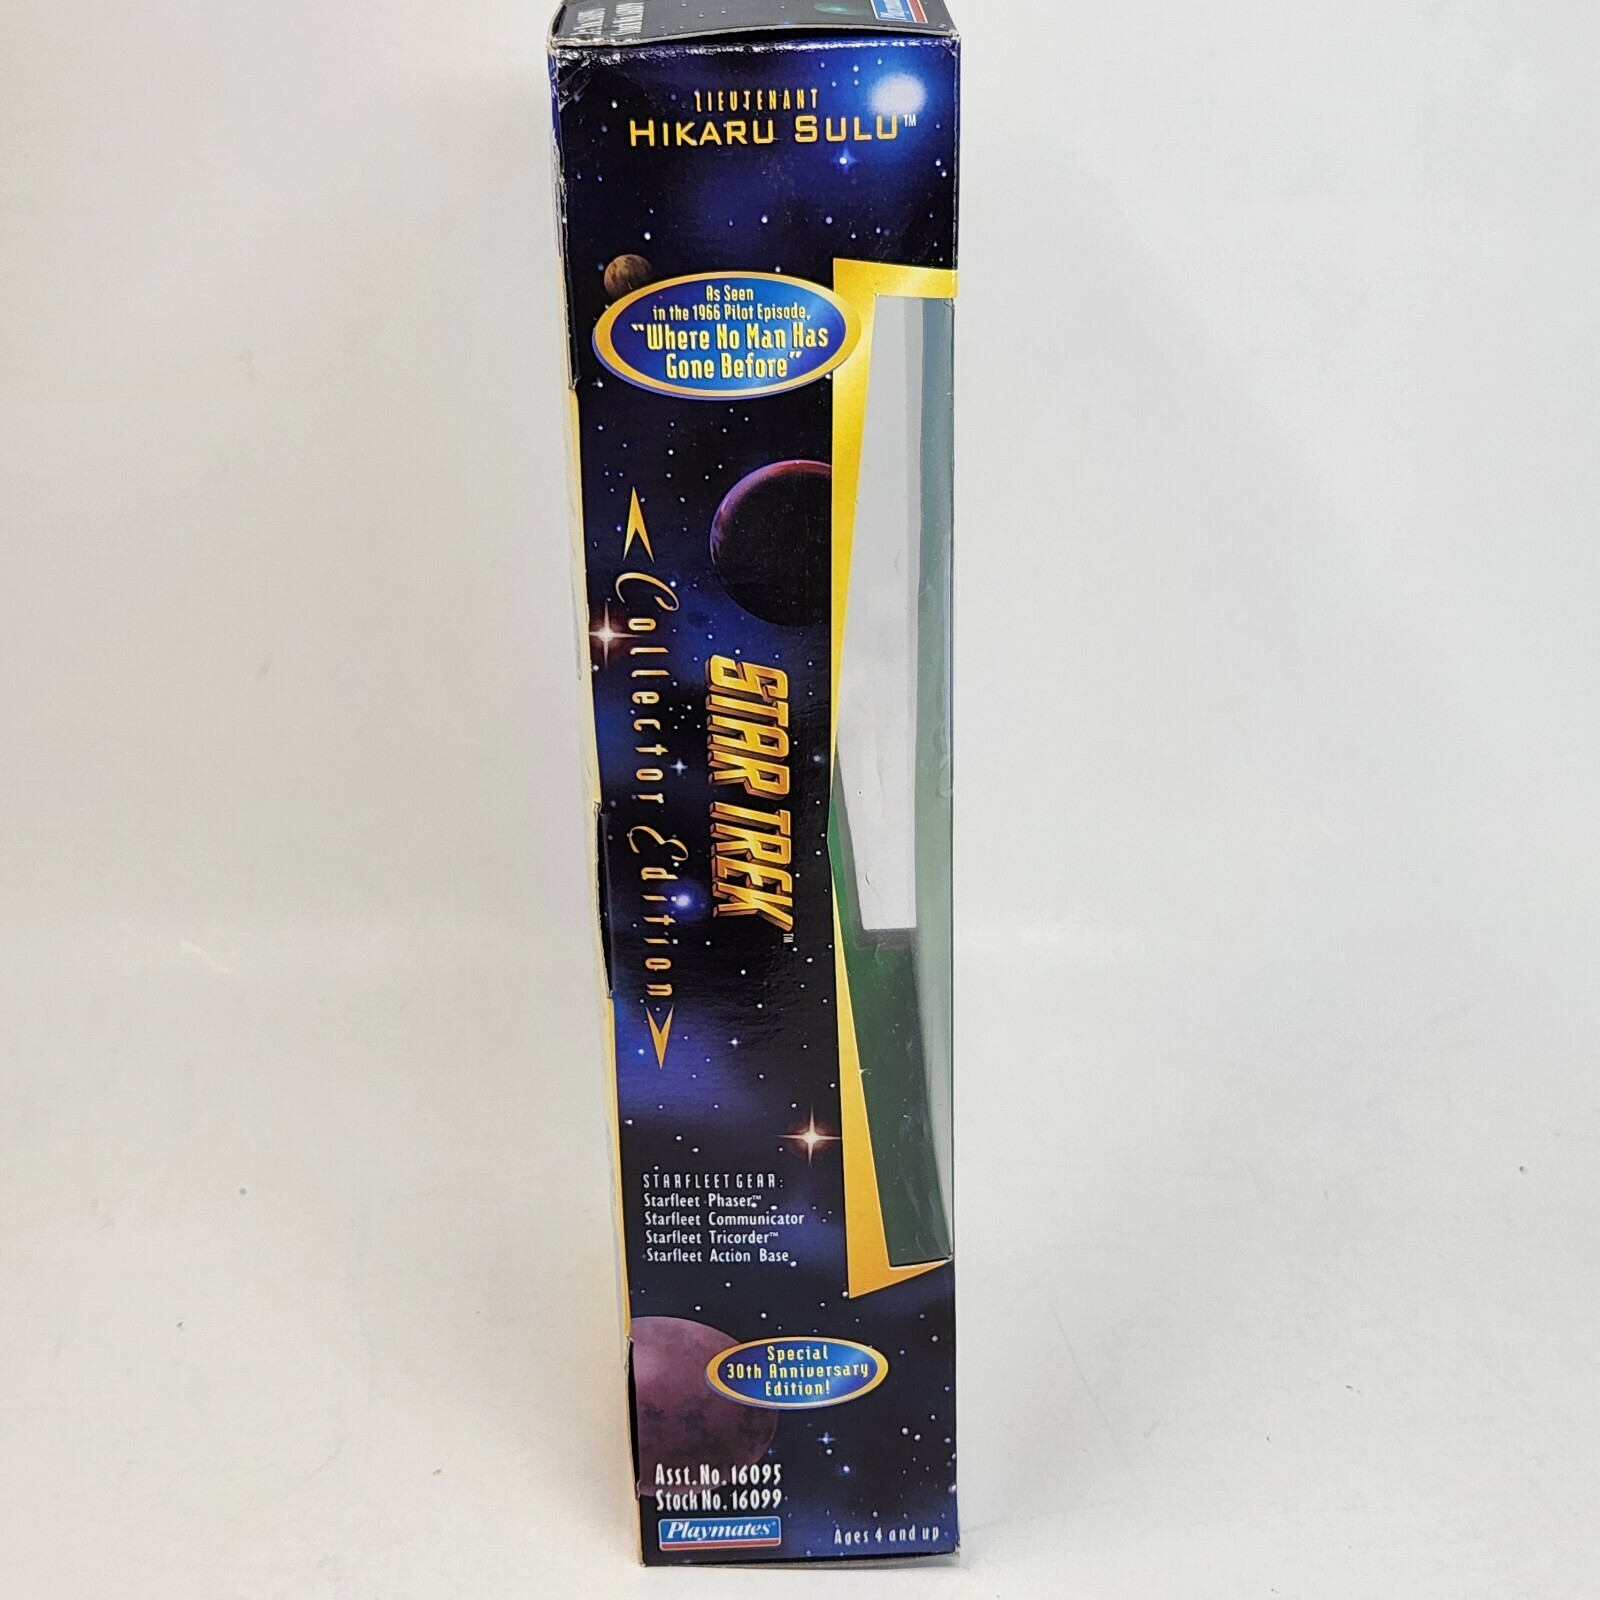 Playmates
LIEUTENANT
HIKARU SULU™
As Seen
in the 1966 Pilot Episode,
"Where No Man Has
Gone Before"
Collector Edition
STAR TREK™
STARFLEET GEAR:
Starfleet Phaser™
Starfleet Communicator
Starfleet Tricorder™
Starfleet Action Base
Special
30th Anniversary
Edition!
Asst. No. 16095
Stock No. 16099
Playmates®
Ages 4 and up